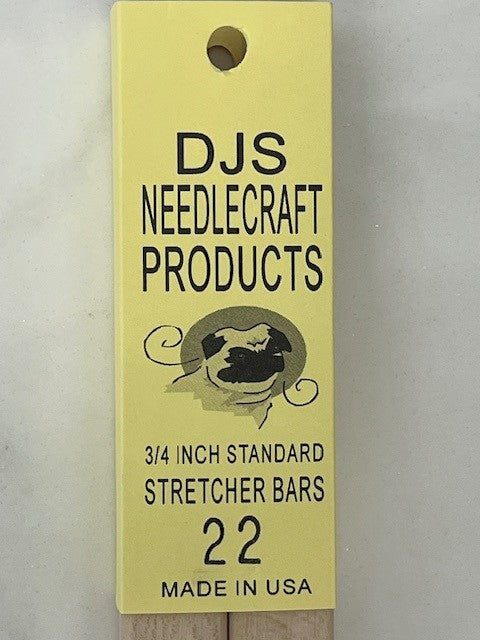 DJS
NEEDLECRAFT
PRODUCTS
3/4 INCH STANDARD
STRETCHER BARS
22
MADE IN USA